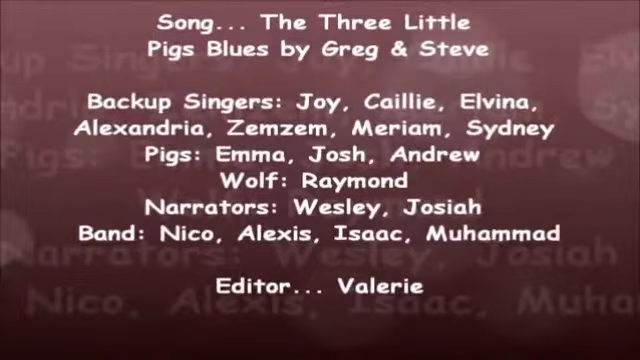 Song... The Three Little
Pigs Blues by Greg & Steve
Backup Singers: Joy, Caillie, Elvina,
Alexandria, Zemzem, Meriam, Sydney
Pigs: Emma, Josh, Andrew
Wolf: Raymond
Narrators: Wesley, Josiah
Band: Nico, Alexis, Isaac, Muhammad
Editor... Valerie